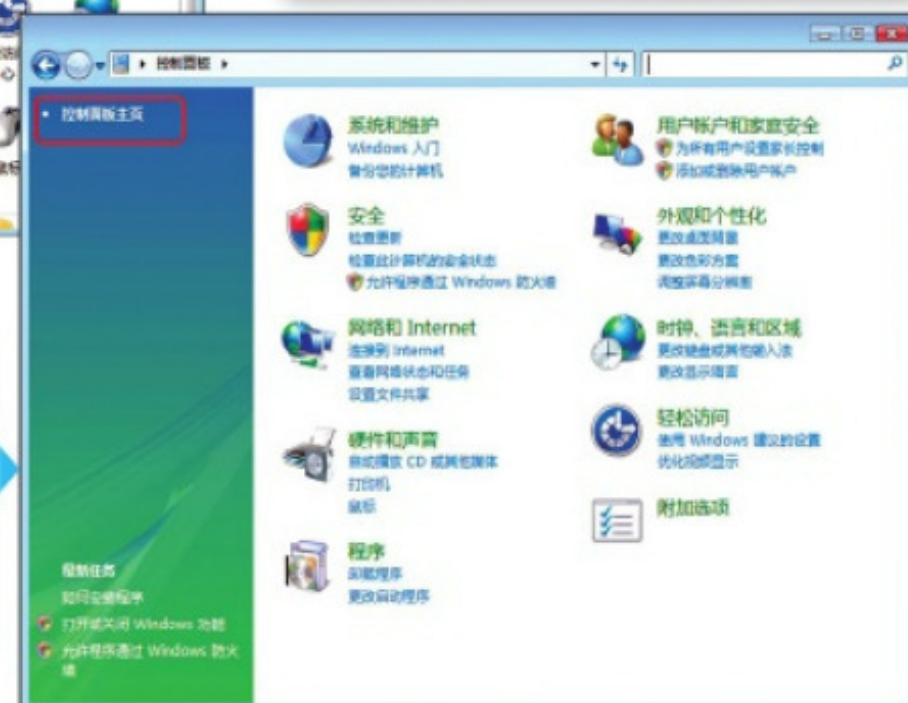 控制面板
控制面板主页
系统和维护
Windows 入门
备份您的计算机
安全
检查更新
检查此计算机的安全状态
允许程序通过 Windows 防火墙
网络和 Internet
连接到 Internet
查看网络状态和任务
设置文件共享
硬件和声音
自动播放 CD 或其他媒体
打印机
鼠标
程序
卸载程序
更改启动程序
用户帐户和家庭安全
为所有用户设置家长控制
添加或删除用户帐户
外观和个性化
更改桌面背景
更改色彩方案
调整屏幕分辨率
时钟、语言和区域
更改键盘或其他输入法
更改显示语言
轻松访问
使用 Windows 建议的设置
优化视频显示
附加选项
最新任务
如何安装程序
打开或关闭 Windows 功能
允许程序通过 Windows 防火
墙